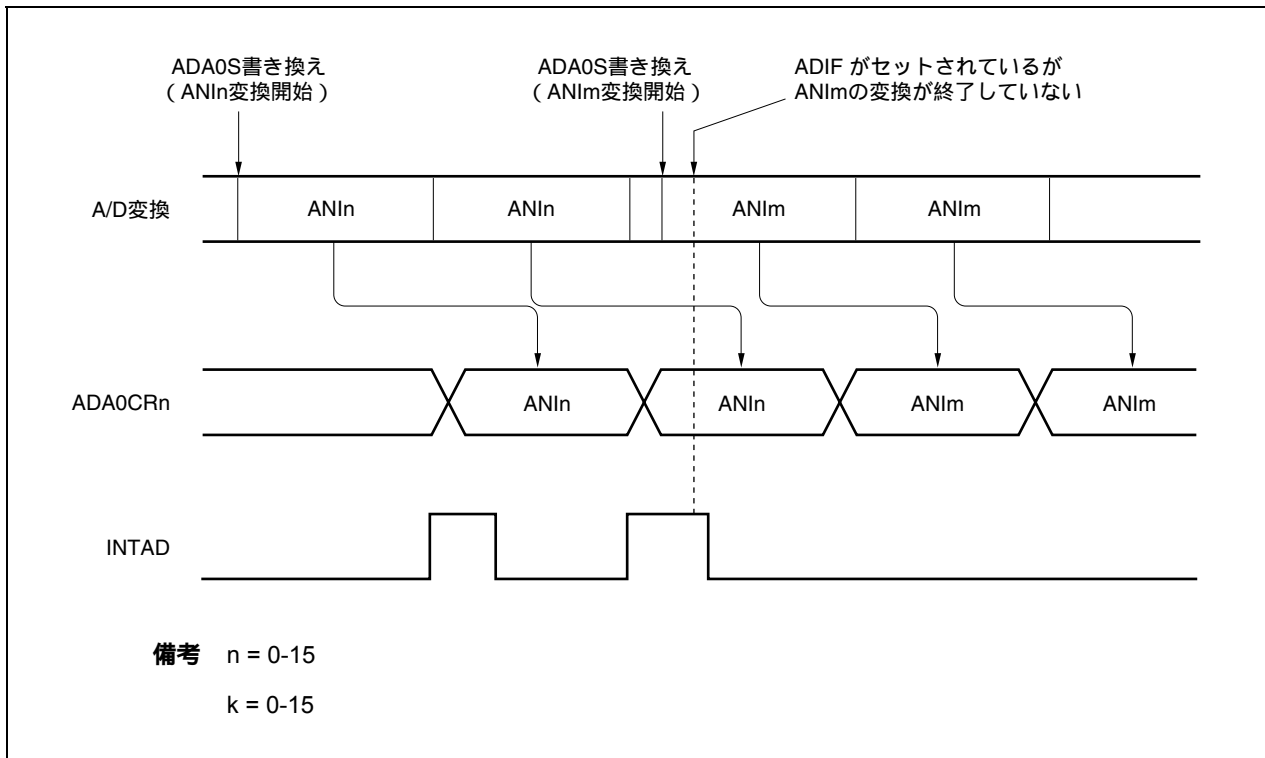 ADA0S書き換え
(ANIn変換開始)
ADA0S書き換え
(ANIm変換開始)
ADIF がセットされているが
ANImの変換が終了していない
A/D変換
ANIn
ANIn
ANIm
ANIm
ADA0CRn
ANIn
ANIn
ANIm
ANIm
INTAD
備考 n = 0-15
k = 0-15